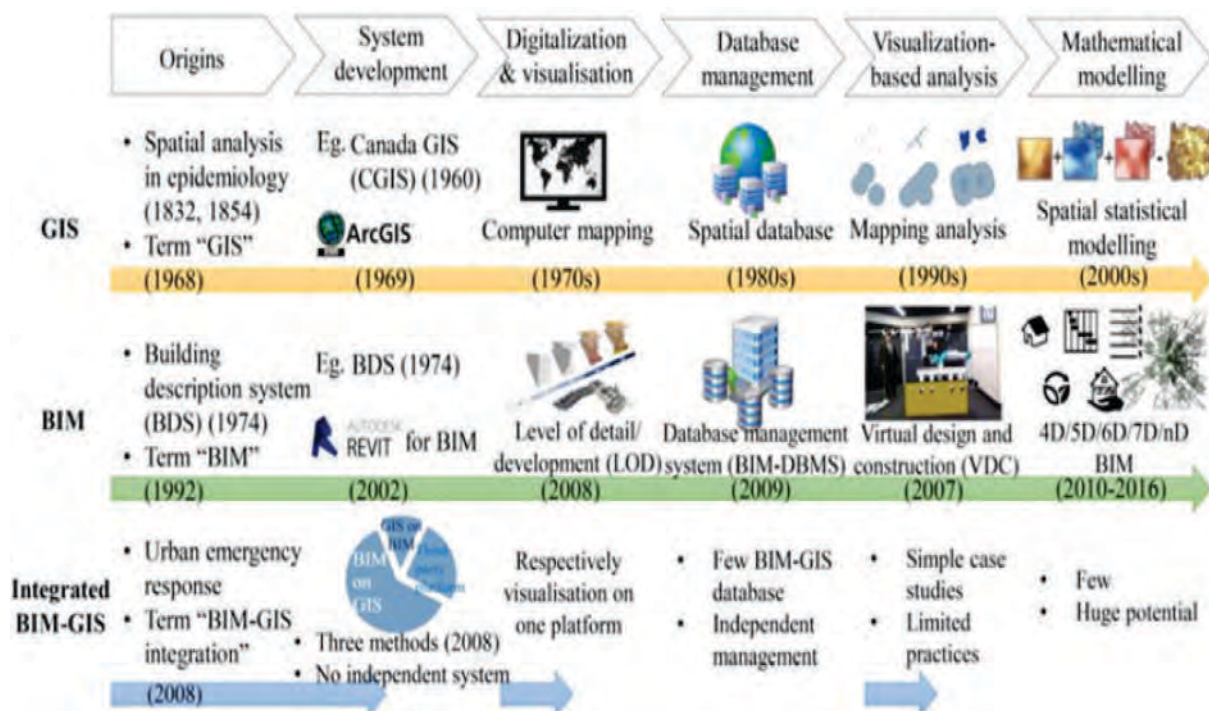 Origins
System
development
Digitalization
& visualisation
Database
management
Visualization-
based analysis
Mathematical
modelling
GIS
• Spatial analysis
in epidemiology
(1832, 1854)
• Term “GIS”
(1968)
Eg. Canada GIS
(CGIS) (1960)
ArcGIS
(1969)
Computer mapping
(1970s)
Spatial database
(1980s)
Mapping analysis
(1990s)
Spatial statistical
modelling
(2000s)
BIM
• Building
description system
(BDS) (1974)
• Term “BIM”
(1992)
Eg. BDS (1974)
AUTODESK
REVIT for BIM
(2002)
Level of detail/
development (LOD)
(2008)
Database management
system (BIM-DBMS)
(2009)
Virtual design and
construction (VDC)
(2007)
4D/5D/6D/7D/nD
BIM
(2010-2016)
Integrated
BIM-GIS
• Urban emergency
response
• Term “BIM-GIS
integration”
(2008)
GIS on
BIM
BIM
on
GIS
Third
party
platform
• Three methods (2008)
• No independent system
Respectively
visualisation on
one platform
• Few BIM-GIS
database
• Independent
management
• Simple case
studies
• Limited
practices
• Few
• Huge potential